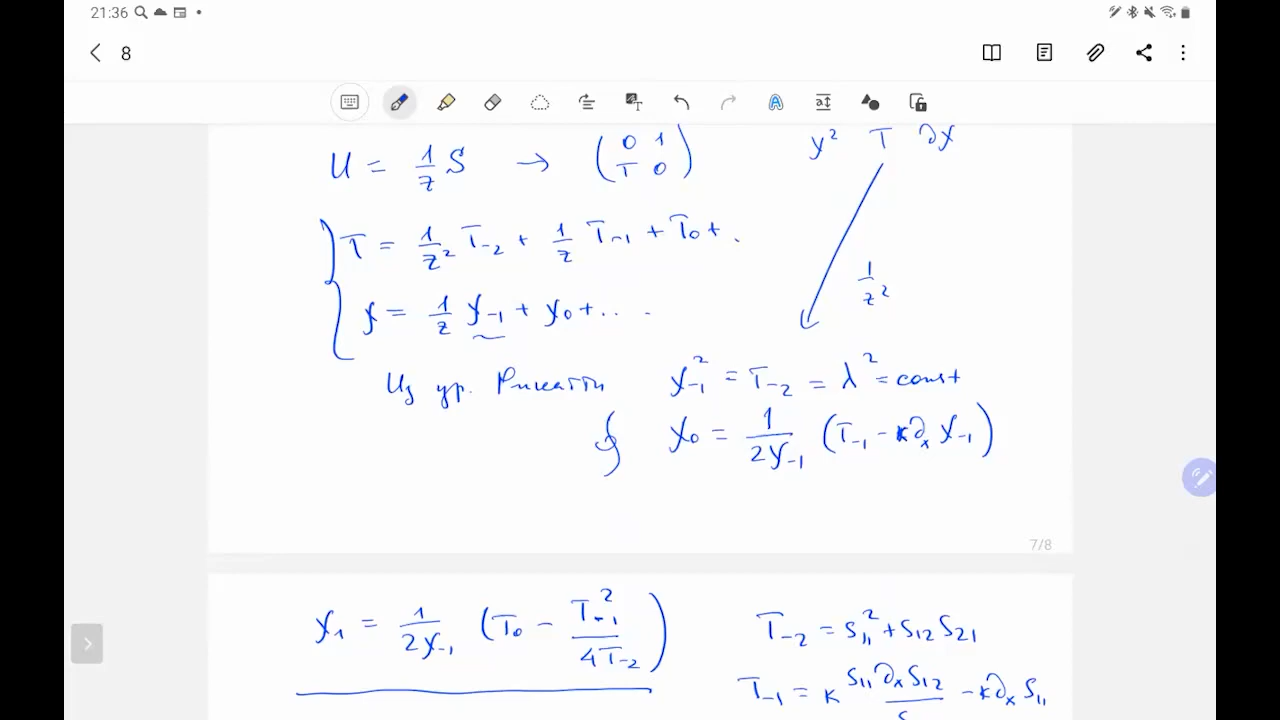 21:36
8
U = 1/z S → (0 1 / T 0)
y² T ∂y
T = 1/z² T₋₂ + 1/z T₋₁ + T₀ + ..
1/z²
y = 1/z y₋₁ + y₀ + ....
Из ур. Риккати y₋₁² = T₋₂ = λ² = const
y₀ = 1/2y₋₁ (T₋₁ - k∂ₓ y₋₁)
7/8
y₁ = 1/2y₋₁ (T₀ - T₋₁²/4T₋₂)
T₋₂ = S₁₁² + S₁₂ S₂₁
T₋₁ = k S₁₁ ∂ₓ S₁₂ / S - k∂ₓ S₁₁